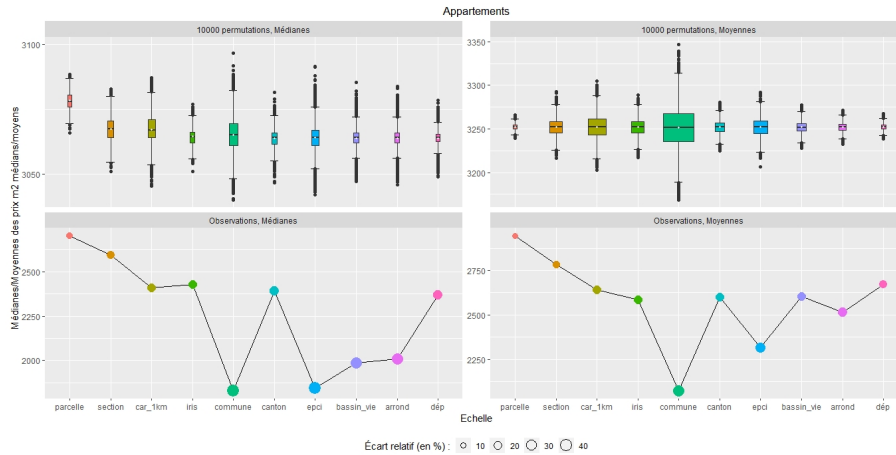 Appartements
10000 permutations, Médianes
10000 permutations, Moyennes
3100
3050
3350
3300
3250
3200
Médianes/Moyennes des prix m2 médians/moyens
Observations, Médianes
Observations, Moyennes
2500
2250
2000
2750
2500
2250
parcelle section car_1km iris commune canton epci bassin_vie arrond dép
parcelle section car_1km iris commune canton epci bassin_vie arrond dép
Echelle
Écart relatif (en %) : 10 20 30 40